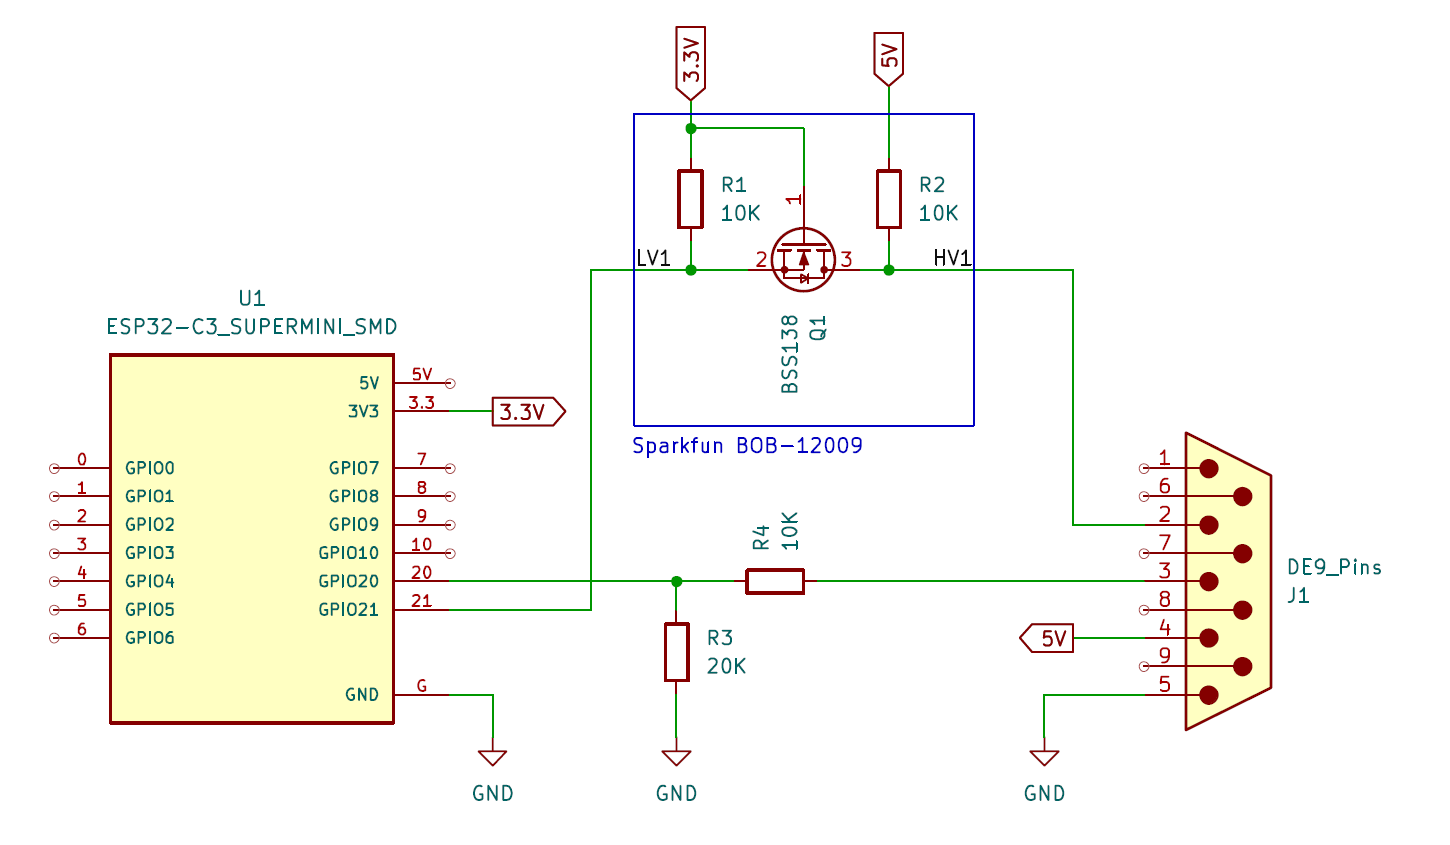 3.3V
5V
R1
10K
1
R2
10K
LV1
2
3
HV1
BSS138
Q1
Sparkfun BOB-12009
U1
ESP32-C3_SUPERMINI_SMD
5V
5V
3V3
3.3
3.3V
0
GPIO0
GPIO7
7
1
GPIO1
GPIO8
8
2
GPIO2
GPIO9
9
3
GPIO3
GPIO10
10
4
GPIO4
GPIO20
20
5
GPIO5
GPIO21
21
6
GPIO6
GND
G
GND
R4
10K
R3
20K
GND
1
6
2
7
3
8
4
9
5
5V
GND
DE9_Pins
J1